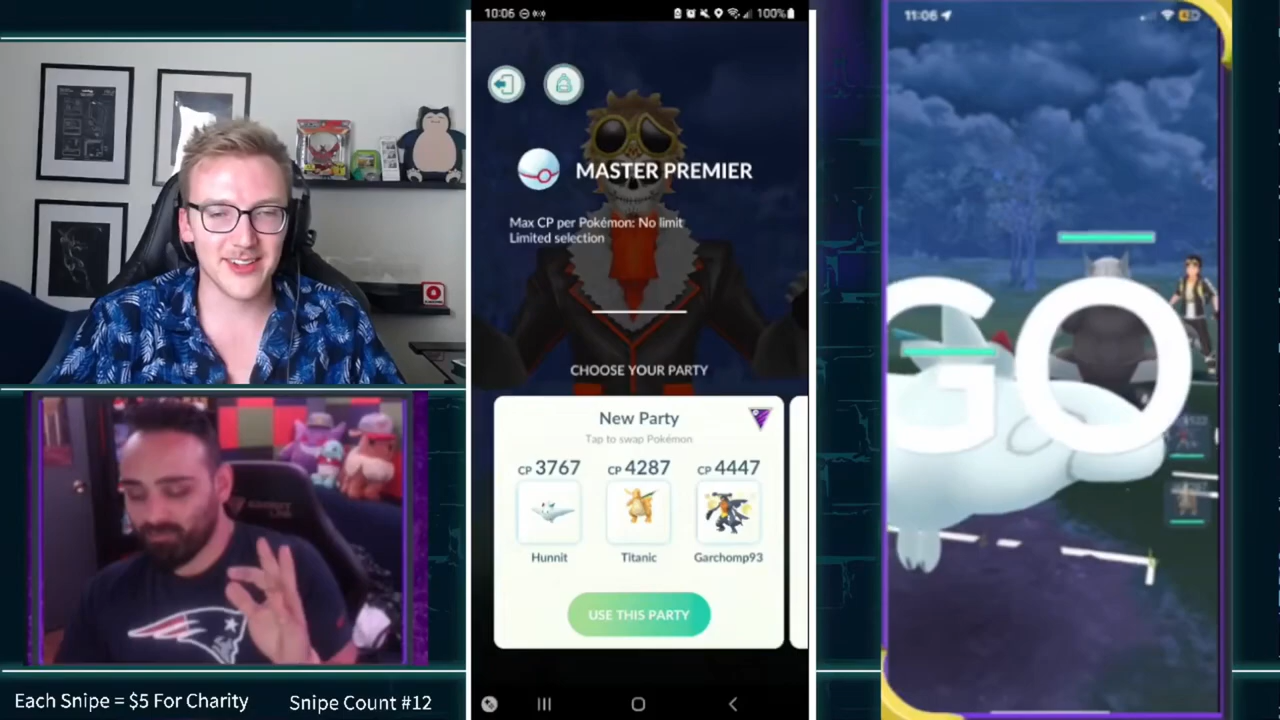 10:06
100%
MASTER PREMIER
Max CP per Pokémon: No limit
Limited selection
CHOOSE YOUR PARTY
New Party
Tap to swap Pokémon
CP 3767 CP 4287 CP 4447
Hunnit Titanic Garchomp93
USE THIS PARTY
11:06
GO
Each Snipe = $5 For Charity
Snipe Count #12